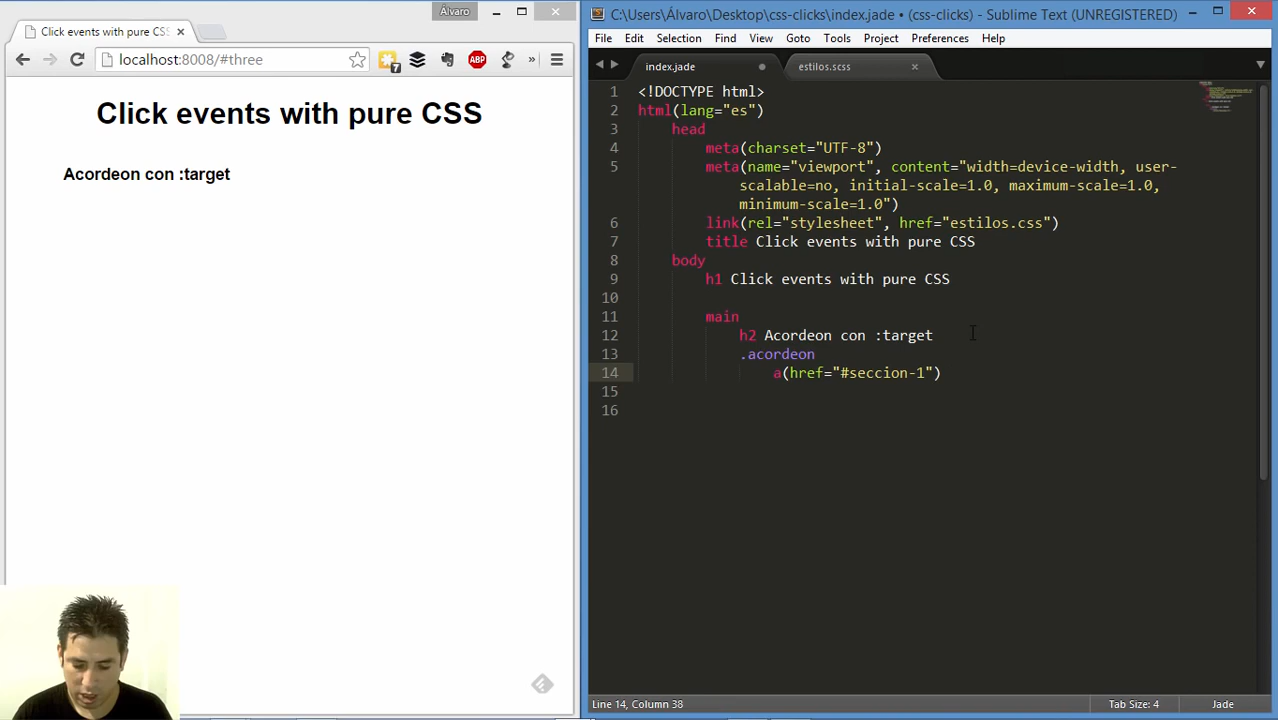 Álvaro
Click events with pure CSS
localhost:8008/#three
7
ABP
»
Click events with pure CSS
Acordeon con :target
C:\Users\Álvaro\Desktop\css-clicks\index.jade • (css-clicks) - Sublime Text (UNREGISTERED)
File Edit Selection Find View Goto Tools Project Preferences Help
index.jade estilos.scss
1 <!DOCTYPE html>
2 html(lang="es")
3 head
4 meta(charset="UTF-8")
5 meta(name="viewport", content="width=device-width, user-
scalable=no, initial-scale=1.0, maximum-scale=1.0,
minimum-scale=1.0")
6 link(rel="stylesheet", href="estilos.css")
7 title Click events with pure CSS
8 body
9 h1 Click events with pure CSS
10
11 main
12 h2 Acordeon con :target
13 .acordeon
14 a(href="#seccion-1")
15
16
Line 14, Column 38 Tab Size: 4 Jade